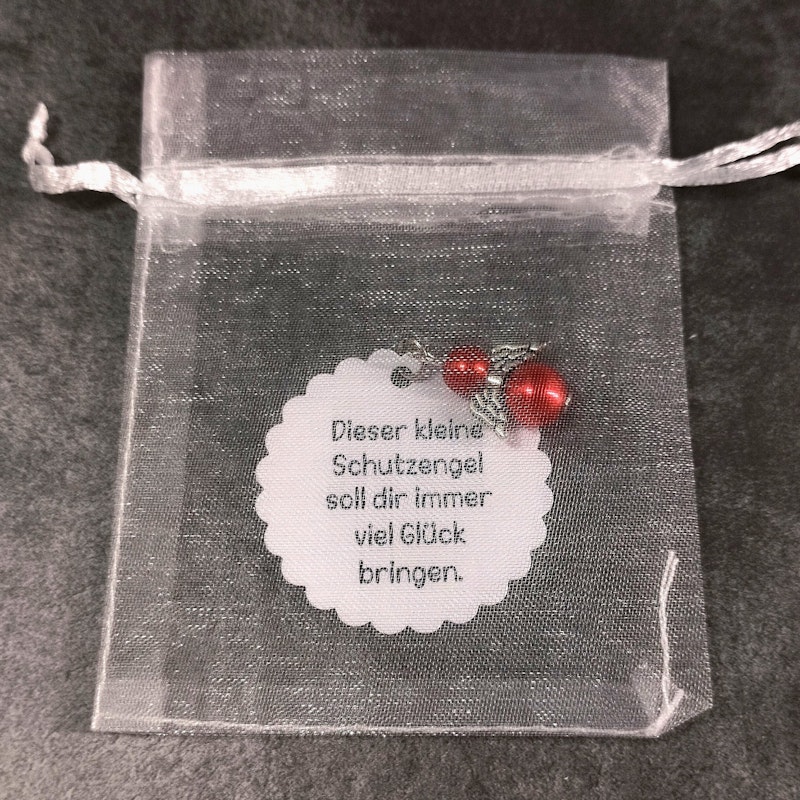 Dieser kleine
Schutzengel
soll dir immer
viel Glück
bringen.